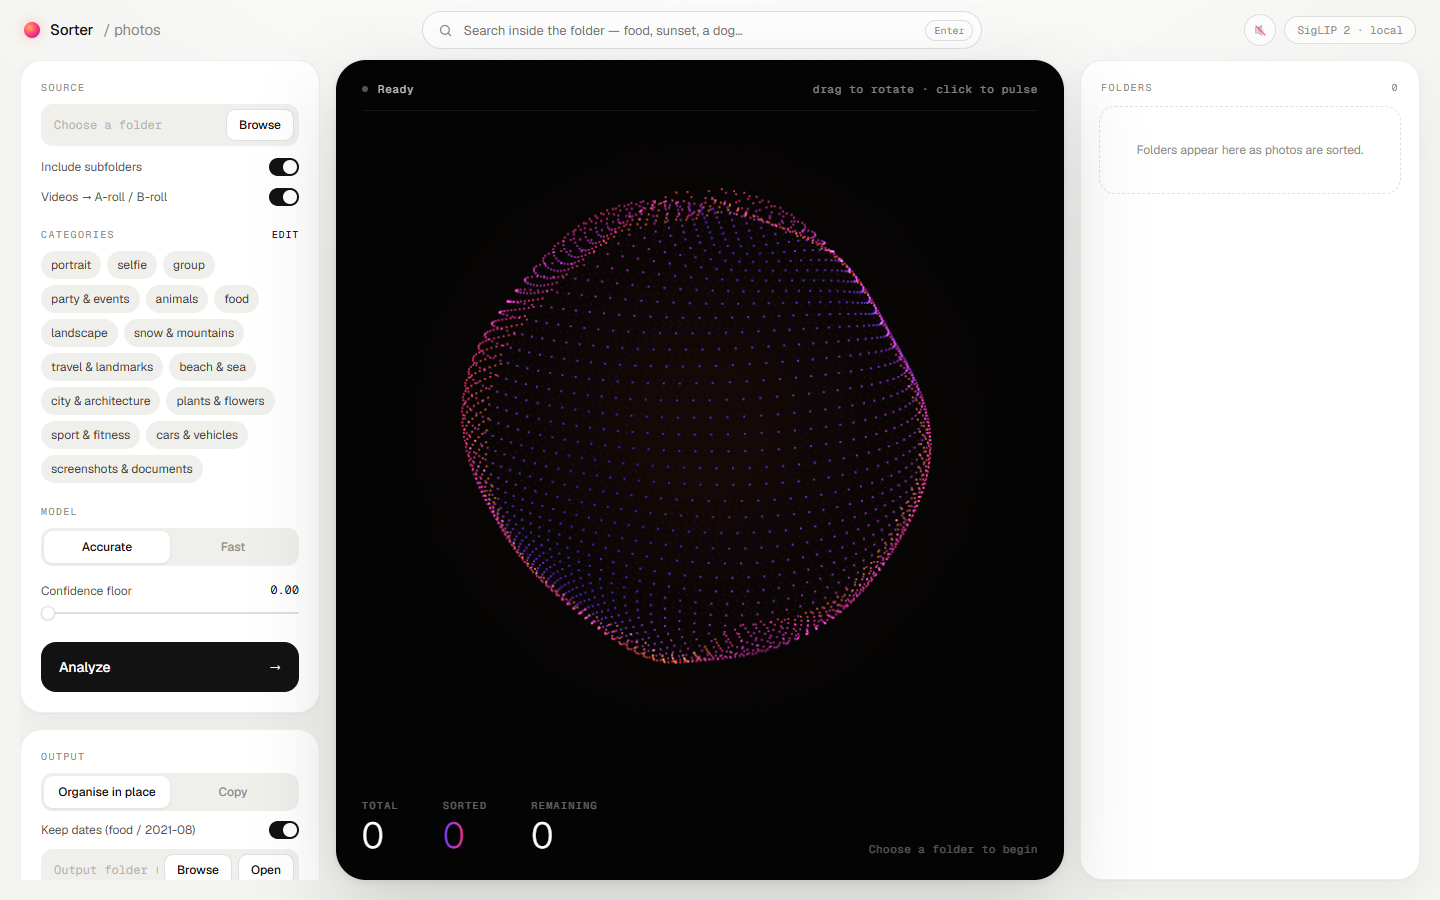 Sorter / photos
Search inside the folder — food, sunset, a dog…
Enter
SigLIP 2 · local
SOURCE
Choose a folder
Browse
Include subfolders
Videos → A-roll / B-roll
CATEGORIES
EDIT
portrait
selfie
group
party & events
animals
food
landscape
snow & mountains
travel & landmarks
beach & sea
city & architecture
plants & flowers
sport & fitness
cars & vehicles
screenshots & documents
MODEL
Accurate
Fast
Confidence floor
0.00
Analyze →
OUTPUT
Organise in place
Copy
Keep dates (food / 2021-08)
Output folder
Browse
Open
Ready
drag to rotate · click to pulse
TOTAL
SORTED
REMAINING
0
0
0
Choose a folder to begin
FOLDERS
0
Folders appear here as photos are sorted.